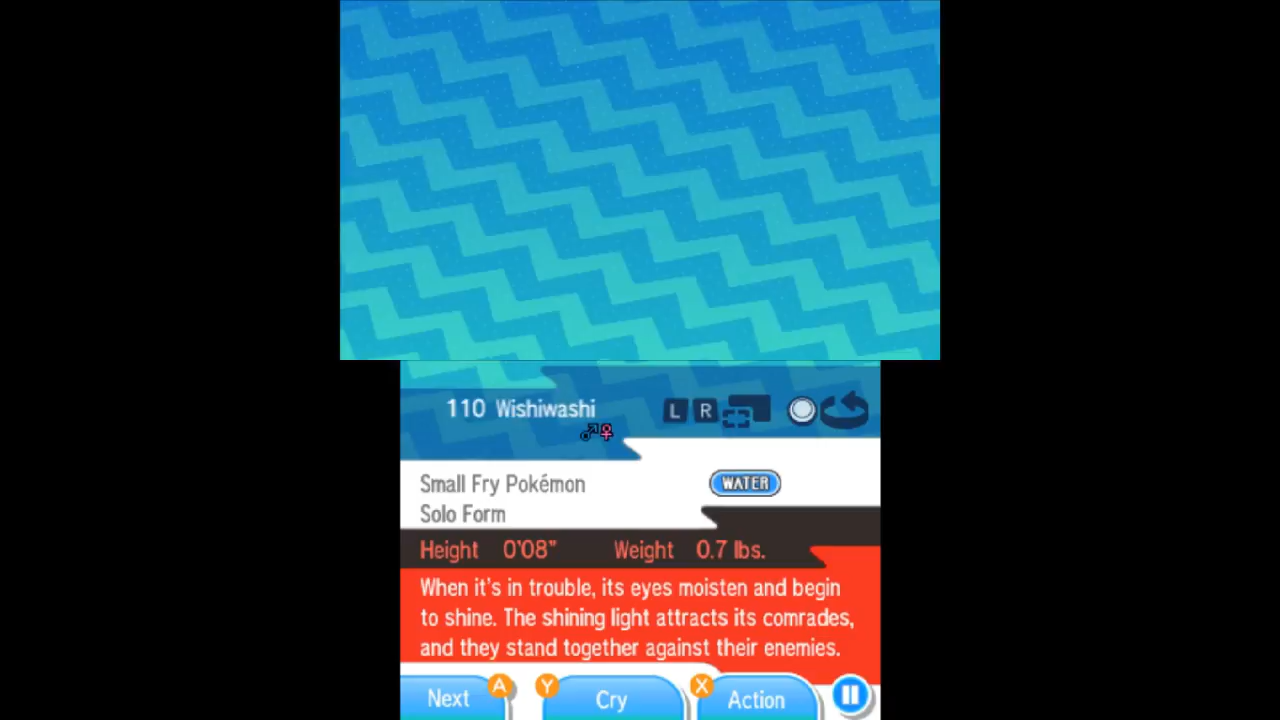 110 Wishiwashi
L R
Small Fry Pokémon
WATER
Solo Form
Height 0'08" Weight 0.7 lbs.
When it's in trouble, its eyes moisten and begin
to shine. The shining light attracts its comrades,
and they stand together against their enemies.
Next A Y Cry X Action